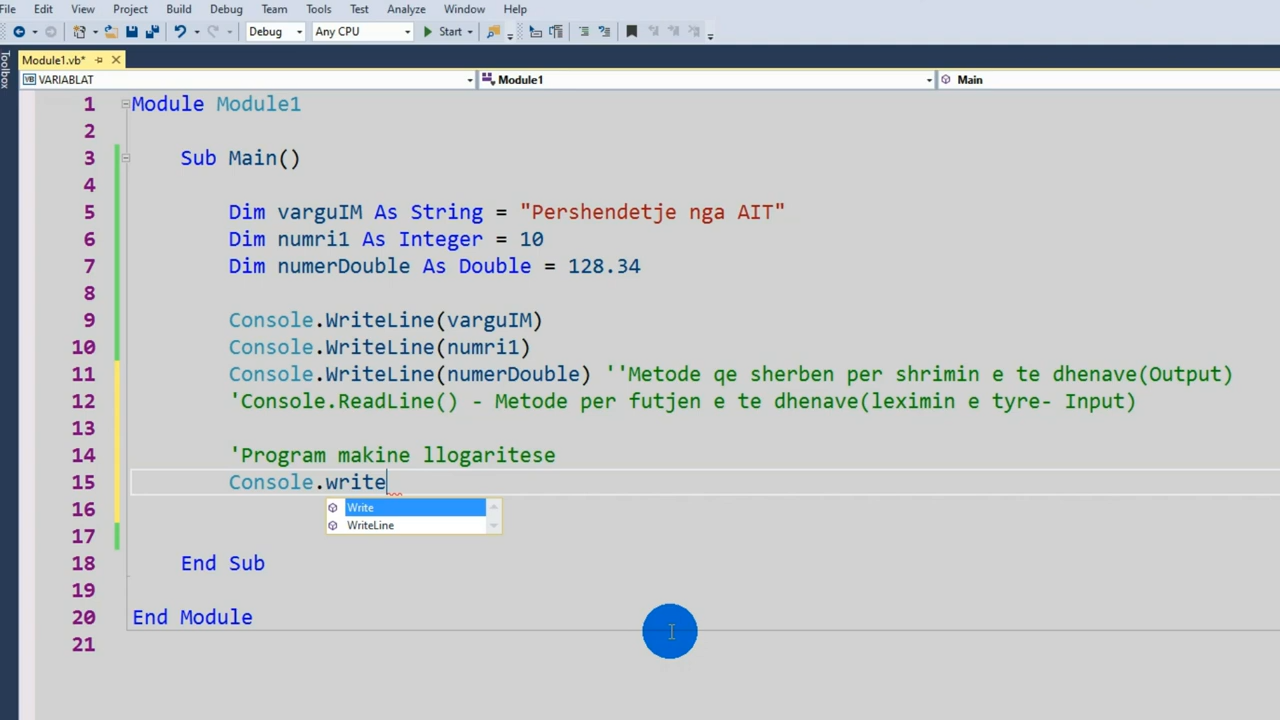 File Edit View Project Build Debug Team Tools Test Analyze Window Help
Debug Any CPU Start
Toolbox
Module1.vb*
VB VARIABLAT Module1 Main
1 Module Module1
2
3 Sub Main()
4
5 Dim varguIM As String = "Pershendetje nga AIT"
6 Dim numri1 As Integer = 10
7 Dim numerDouble As Double = 128.34
8
9 Console.WriteLine(varguIM)
10 Console.WriteLine(numri1)
11 Console.WriteLine(numerDouble) ''Metode qe sherben per shrimin e te dhenave(Output)
12 'Console.ReadLine() - Metode per futjen e te dhenave(leximin e tyre- Input)
13
14 'Program makine llogaritese
15 Console.write
Write
16
WriteLine
17
18 End Sub
19
20 End Module
21